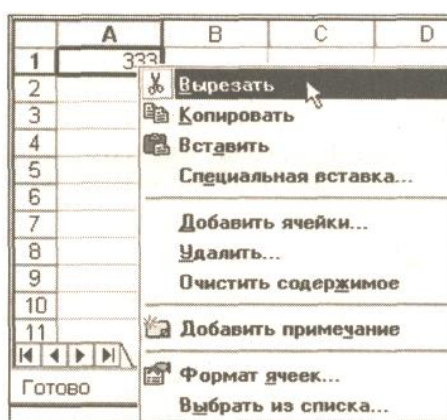 A B C D
1 333
2 Вырезать
3 Копировать
4 Вставить
5 Специальная вставка...
6
7 Добавить ячейки...
8 Удалить...
9 Очистить содержимое
10
11 Добавить примечание
Готово Формат ячеек...
Выбрать из списка...